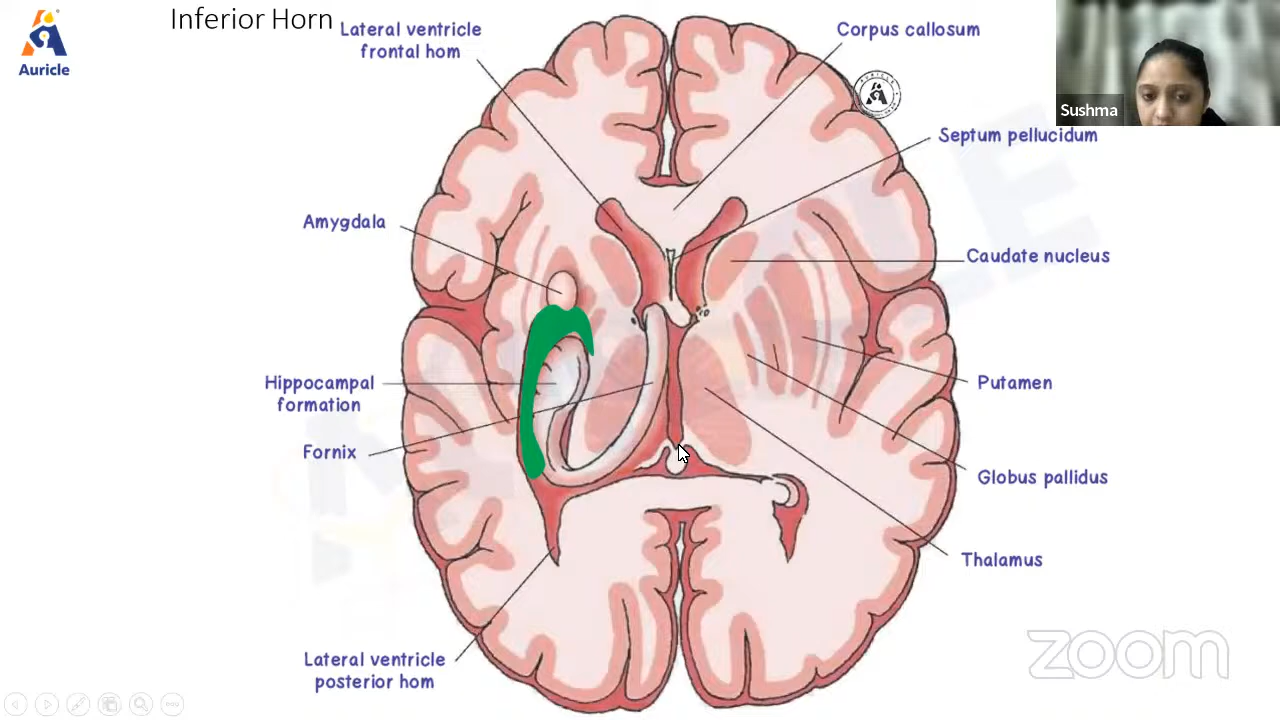 Inferior Horn
Auricle
Lateral ventricle
frontal hom
Corpus callosum
Sushma
Septum pellucidum
Amygdala
Caudate nucleus
Hippocampal
formation
Putamen
Fornix
Globus pallidus
Thalamus
Lateral ventricle
posterior hom
zoom